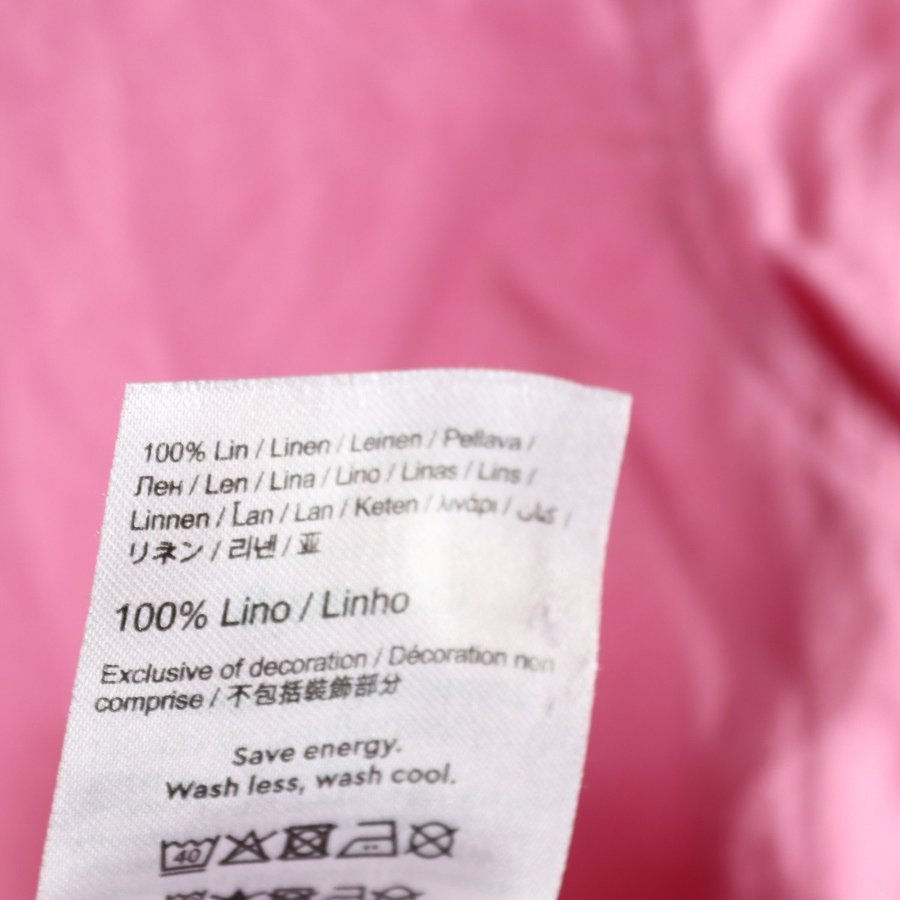 100% Lin / Linen / Leinen / Pellava /
Лен / Len / Lina / Lino / Linas / Lins /
Linnen / Lan / Lan / Keten / λινάρι / كتان /
リネン / 리넨 / 亚
100% Lino / Linho
Exclusive of decoration / Décoration non
comprise / 不包括裝飾部分
Save energy.
Wash less, wash cool.
40